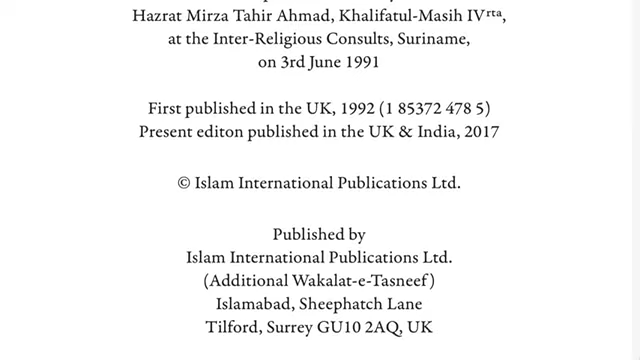 Hazrat Mirza Tahir Ahmad, Khalifatul-Masih IVrta,
at the Inter-Religious Consults, Suriname,
on 3rd June 1991
First published in the UK, 1992 (1 85372 478 5)
Present editon published in the UK & India, 2017
© Islam International Publications Ltd.
Published by
Islam International Publications Ltd.
(Additional Wakalat-e-Tasneef)
Islamabad, Sheephatch Lane
Tilford, Surrey GU10 2AQ, UK